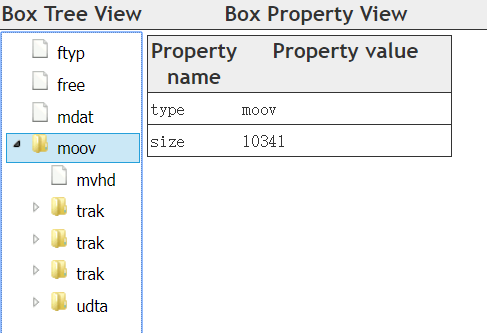 Box Tree View Box Property View
ftyp
free
mdat
moov
mvhd
trak
trak
trak
udta
Property name Property value
type moov
size 10341